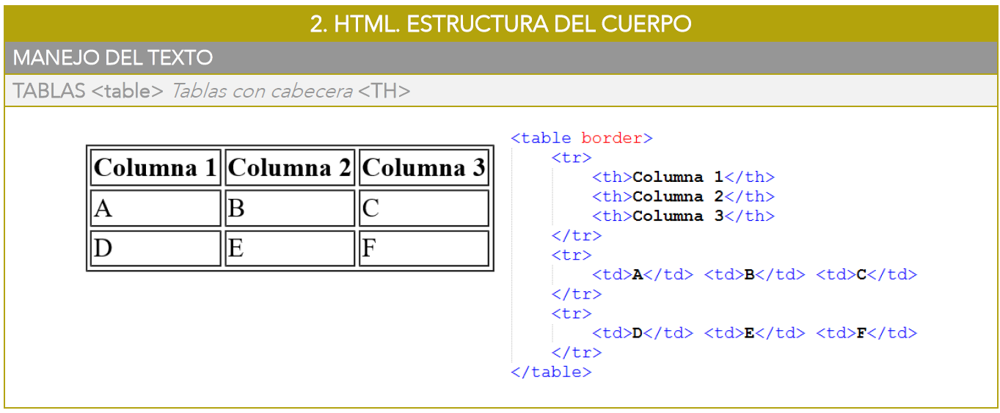 2. HTML. ESTRUCTURA DEL CUERPO
MANEJO DEL TEXTO
TABLAS <table> Tablas con cabecera <TH>
Columna 1 Columna 2 Columna 3
A B C
D E F
<table border>
<tr>
<th>Columna 1</th>
<th>Columna 2</th>
<th>Columna 3</th>
</tr>
<tr>
<td>A</td> <td>B</td> <td>C</td>
</tr>
<tr>
<td>D</td> <td>E</td> <td>F</td>
</tr>
</table>